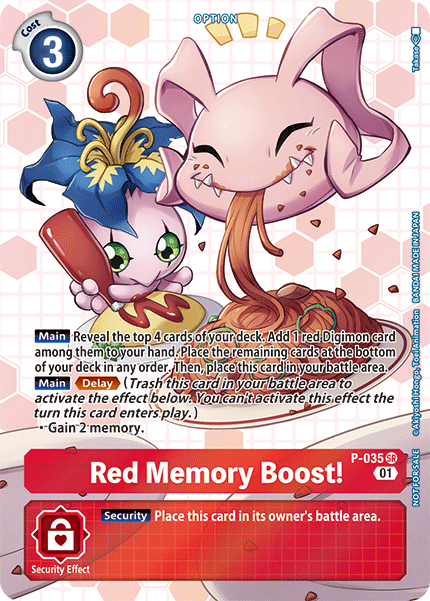 OPTION
Cost
3
Takase
Main Reveal the top 4 cards of your deck. Add 1 red Digimon card
among them to your hand. Place the remaining cards at the bottom
of your deck in any order. Then, place this card in your battle area.
Main Delay (Trash this card in your battle area to
activate the effect below. You can't activate this effect the
turn this card enters play.)
• Gain 2 memory.
©Akiyoshi Hongo, Toei Animation BANDAI MADE IN JAPAN
NOT FOR SALE
P-035 SR
Red Memory Boost!
01
Security Place this card in its owner's battle area.
Security Effect